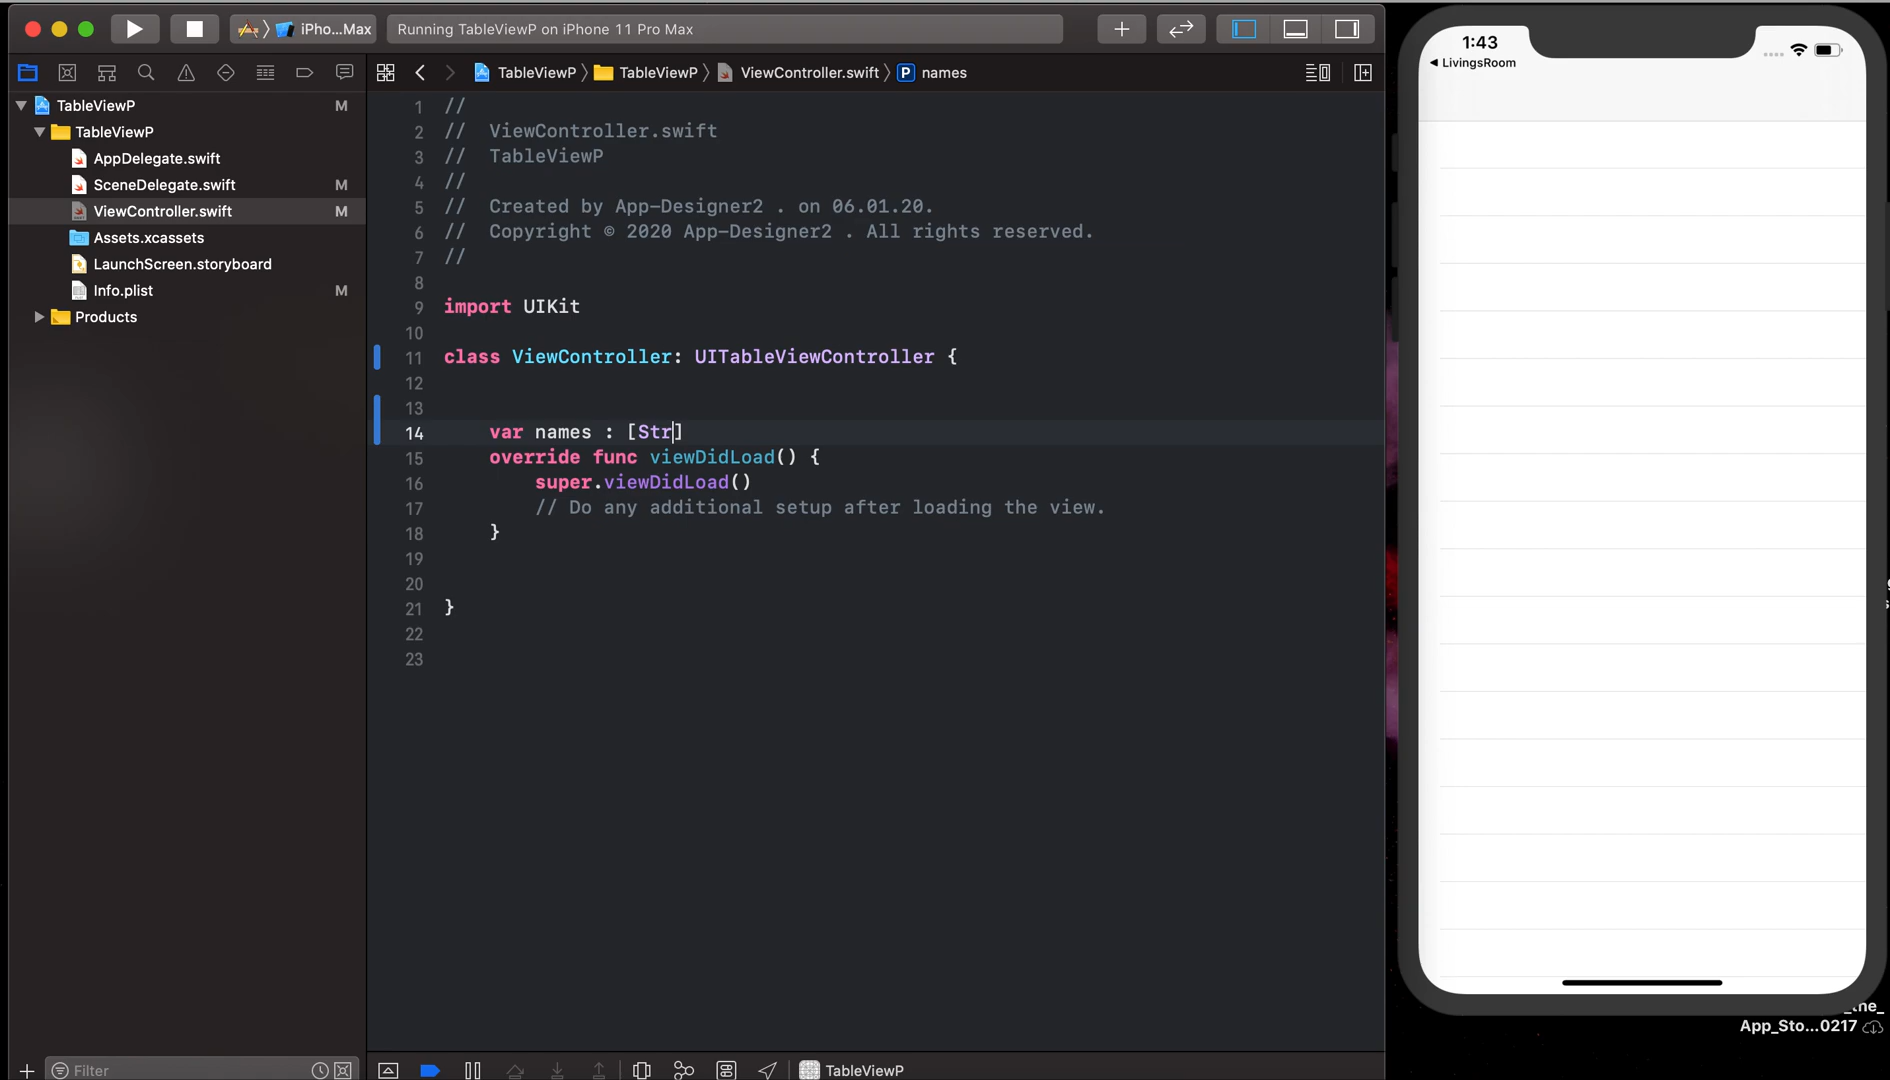 iPho...Max
Running TableViewP on iPhone 11 Pro Max
TableViewP
TableViewP
ViewController.swift
P
names
TableViewP M
TableViewP
AppDelegate.swift
SceneDelegate.swift M
ViewController.swift M
Assets.xcassets
LaunchScreen.storyboard
Info.plist M
Products
Filter
1 //
2 //  ViewController.swift
3 //  TableViewP
4 //
5 //  Created by App-Designer2 . on 06.01.20.
6 //  Copyright © 2020 App-Designer2 . All rights reserved.
7 //
8
9 import UIKit
10
11 class ViewController: UITableViewController {
12
13
14     var names : [Str]
15     override func viewDidLoad() {
16         super.viewDidLoad()
17         // Do any additional setup after loading the view.
18     }
19
20
21 }
22
23
TableViewP
1:43
LivingsRoom
_the_
App_Sto...0217